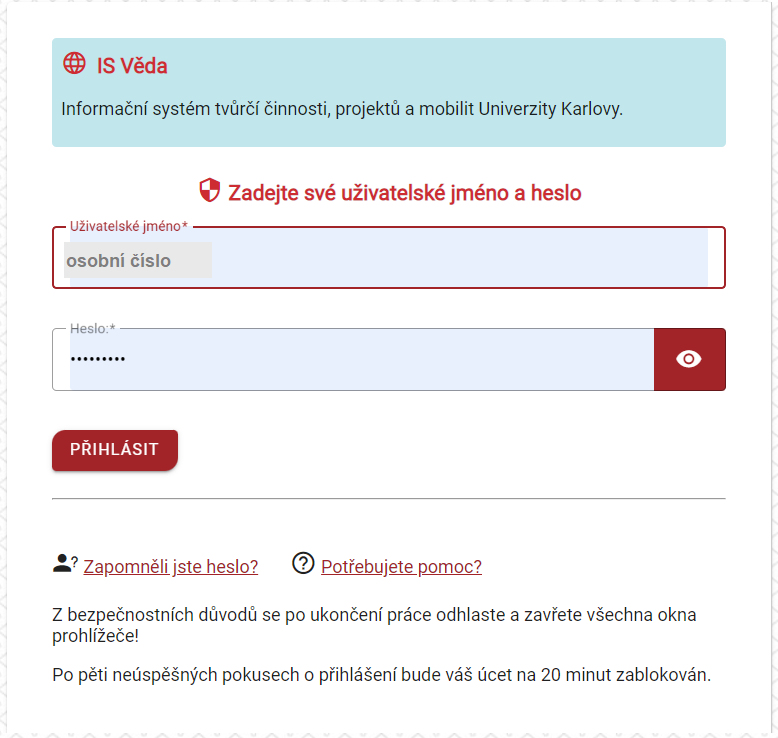 IS Věda
Informační systém tvůrčí činnosti, projektů a mobilit Univerzity Karlovy.
Zadejte své uživatelské jméno a heslo
Uživatelské jméno*
osobní číslo
Heslo:*
•••••••••
PŘIHLÁSIT
Zapomněli jste heslo? Potřebujete pomoc?
Z bezpečnostních důvodů se po ukončení práce odhlaste a zavřete všechna okna
prohlížeče!
Po pěti neúspěšných pokusech o přihlášení bude váš účet na 20 minut zablokován.